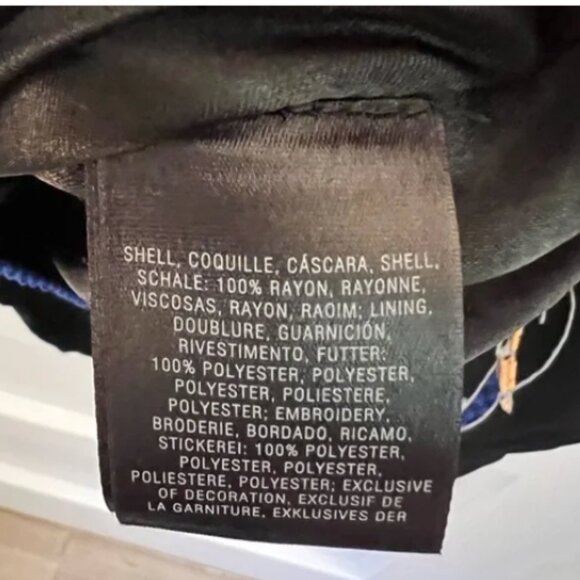 SHELL, COQUILLE, CÁSCARA, SHELL,
SCHALE: 100% RAYON, RAYONNE,
VISCOSAS, RAYON, RAOIM; LINING,
DOUBLURE, GUARNICIÓN,
RIVESTIMENTO, FUTTER:
100% POLYESTER, POLYESTER,
POLYESTER, POLIESTERE,
POLYESTER; EMBROIDERY,
BRODERIE, BORDADO, RICAMO,
STICKEREI: 100% POLYESTER,
POLYESTER, POLYESTER,
POLIESTERE, POLYESTER; EXCLUSIVE
OF DECORATION, EXCLUSIF DE
LA GARNITURE, EXKLUSIVES DER